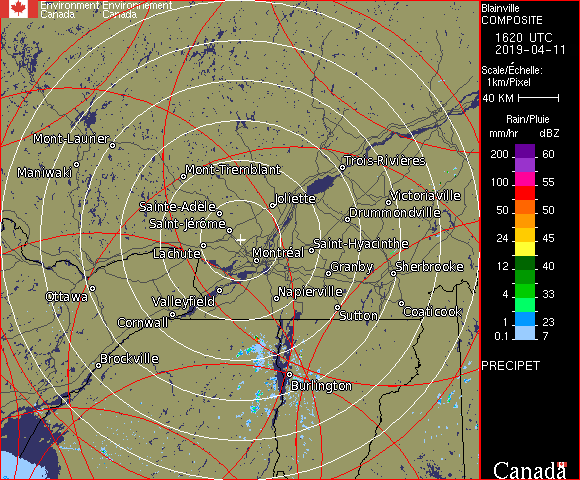 Environment Environnement
Canada Canada
Blainville
COMPOSITE
1620 UTC
2019-04-11
Scale/Échelle:
1km/Pixel
40 KM
Rain/Pluie
mm/hr dBZ
200 60
100 55
50 50
24 45
12 40
4 33
1 23
0.1 7
PRECIPET
Mont-Laurier
Maniwaki
Mont-Tremblant
Trois-Rivières
Joliette
Victoriaville
Sainte-Adèle
Drummondville
Saint-Jérôme
Lachute
Montréal
Saint-Hyacinthe
Granby
Sherbrooke
Ottawa
Valleyfield
Napierville
Cornwall
Sutton
Coaticook
Brockville
Burlington
Canada